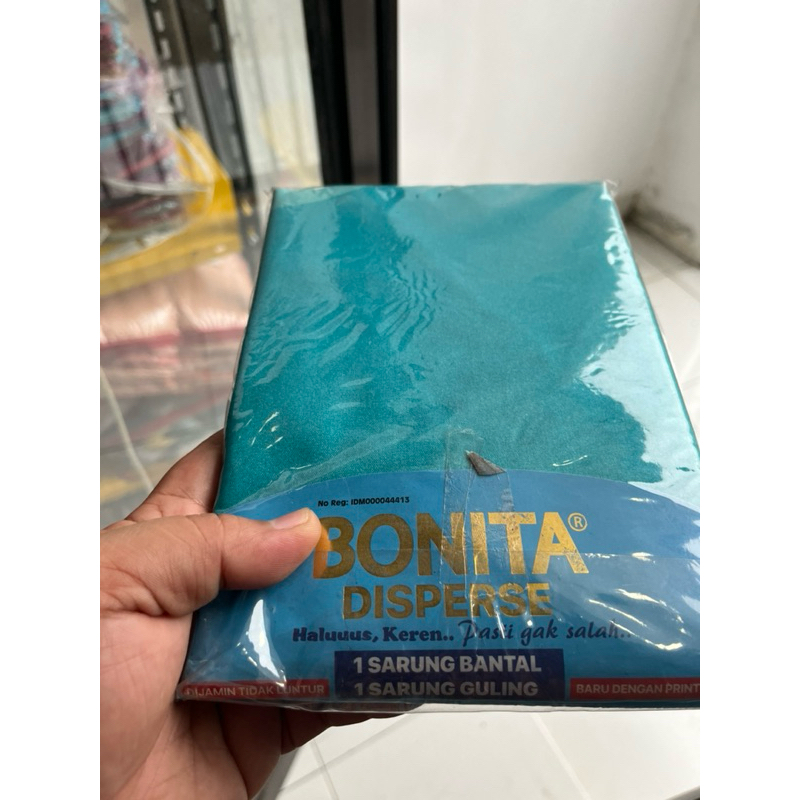 No Reg: IDM000044413
BONITA®
DISPERSE
Haluuus, Keren.. Pasti gak salah..
1 SARUNG BANTAL
1 SARUNG GULING
DIJAMIN TIDAK LUNTUR
BARU DENGAN PRINT